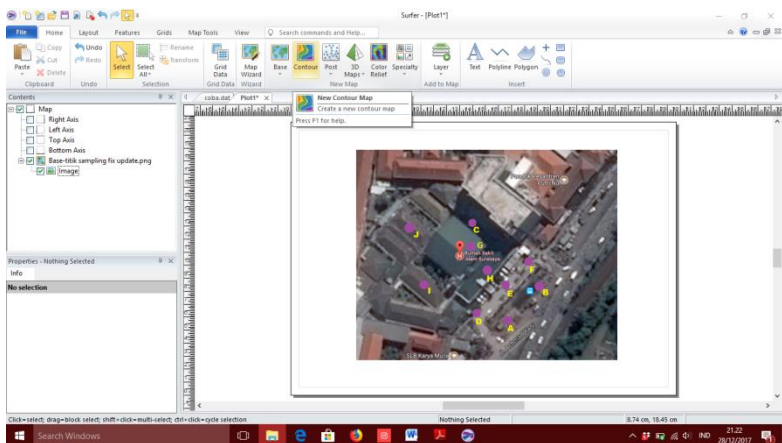 Surfer - [Plot1*]
File Home Layout Features Grids Map Tools View Search commands and Help...
Paste Copy Cut Delete
Clipboard
Undo Redo
Undo
Select Select All Rename Transform
Selection
Grid Data
Grid Data
Map Wizard
Wizard
Base Contour Post 3D Maps Color Relief Specialty
New Map
Layer
Add to Map
Text Polyline Polygon
Insert
Contents
Map
Right Axis
Left Axis
Top Axis
Bottom Axis
Base-titik sampling fix update.png
Image
coba.dat Plot1*
New Contour Map
Create a new contour map
Press F1 for help.
C
J
G
H
F
H
I
E
B
D
A
SLB Karya Mulia
Properties - Nothing Selected
Info
No selection
Click=select; drag=block select; shift+click=multi-select; ctrl+click=cycle selection
Nothing Selected
8.74 cm, 18.45 cm
Search Windows
IND
21.22
28/12/2017